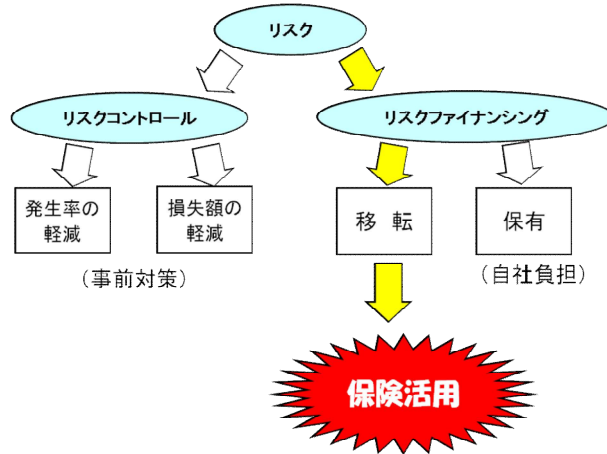 リスク
リスクコントロール
リスクファイナンシング
発生率の
軽減
損失額の
軽減
移 転
保有
（事前対策）
（自社負担）
保険活用